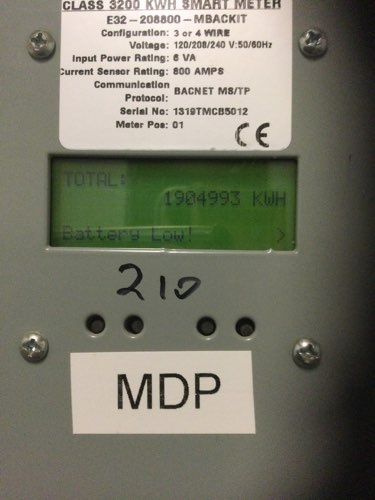 CLASS 3200 KWH SMART METER
E32-208800-MBACKIT
Configuration: 3 or 4 WIRE
Voltage: 120/208/240 V:50/60Hz
Input Power Rating: 6 VA
Current Sensor Rating: 800 AMPS
Communication Protocol: BACNET MS/TP
Serial No: 1319TMCB5012
Meter Pos: 01
CE
TOTAL:
1904993 KWH
Battery Low! >
210
MDP